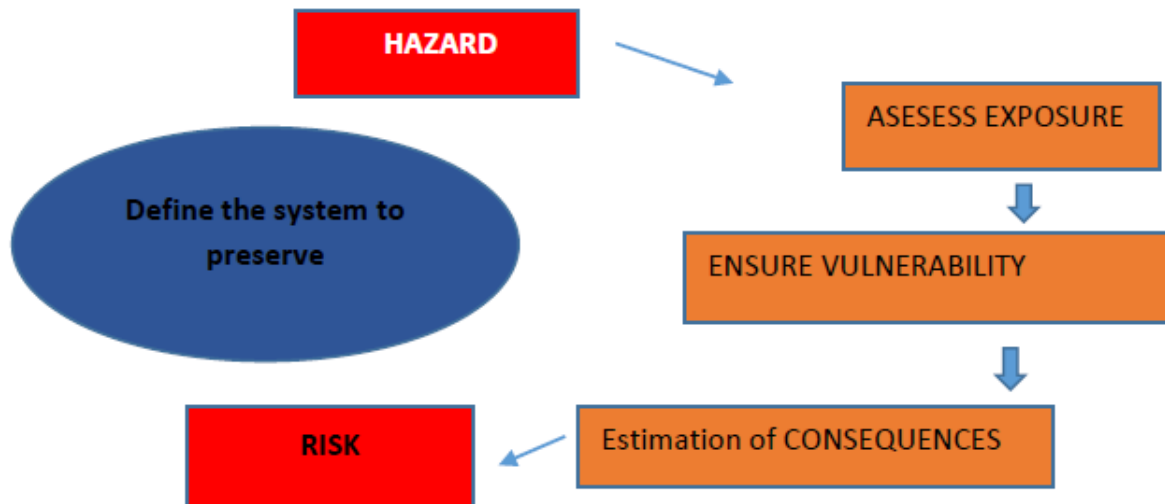 HAZARD
ASESESS EXPOSURE
Define the system to
preserve
ENSURE VULNERABILITY
Estimation of CONSEQUENCES
RISK